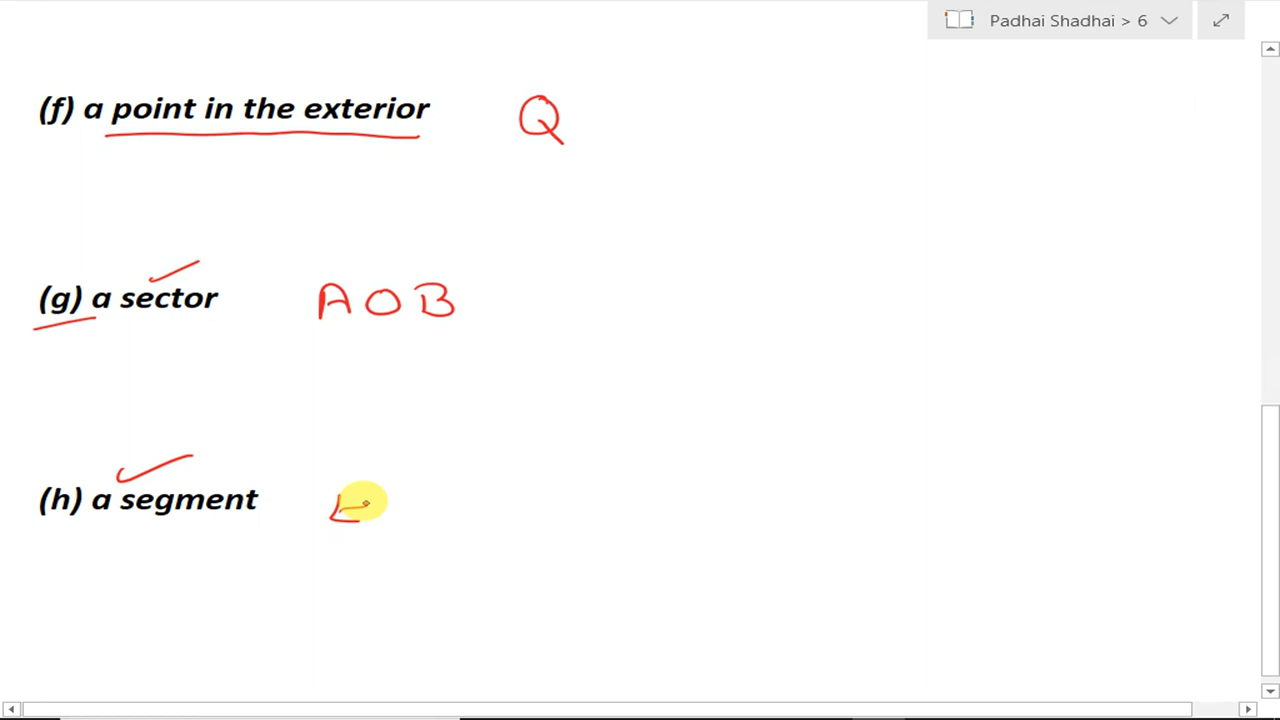 Padhai Shadhai > 6
(f) a point in the exterior Q
(g) a sector AOB
(h) a segment